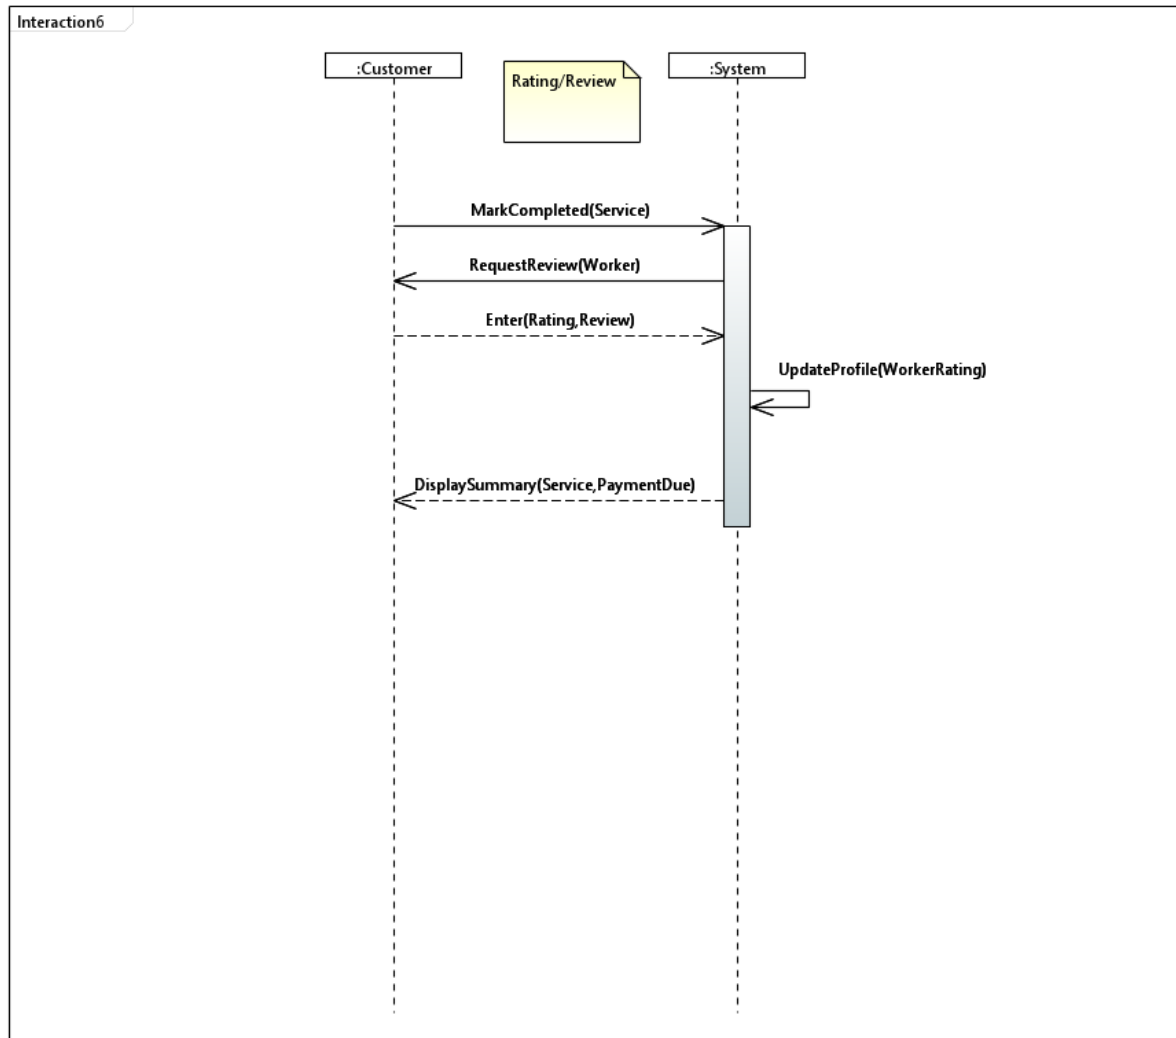 Interaction6
:Customer
Rating/Review
:System
MarkCompleted(Service)
RequestReview(Worker)
Enter(Rating,Review)
UpdateProfile(WorkerRating)
DisplaySummary(Service,PaymentDue)